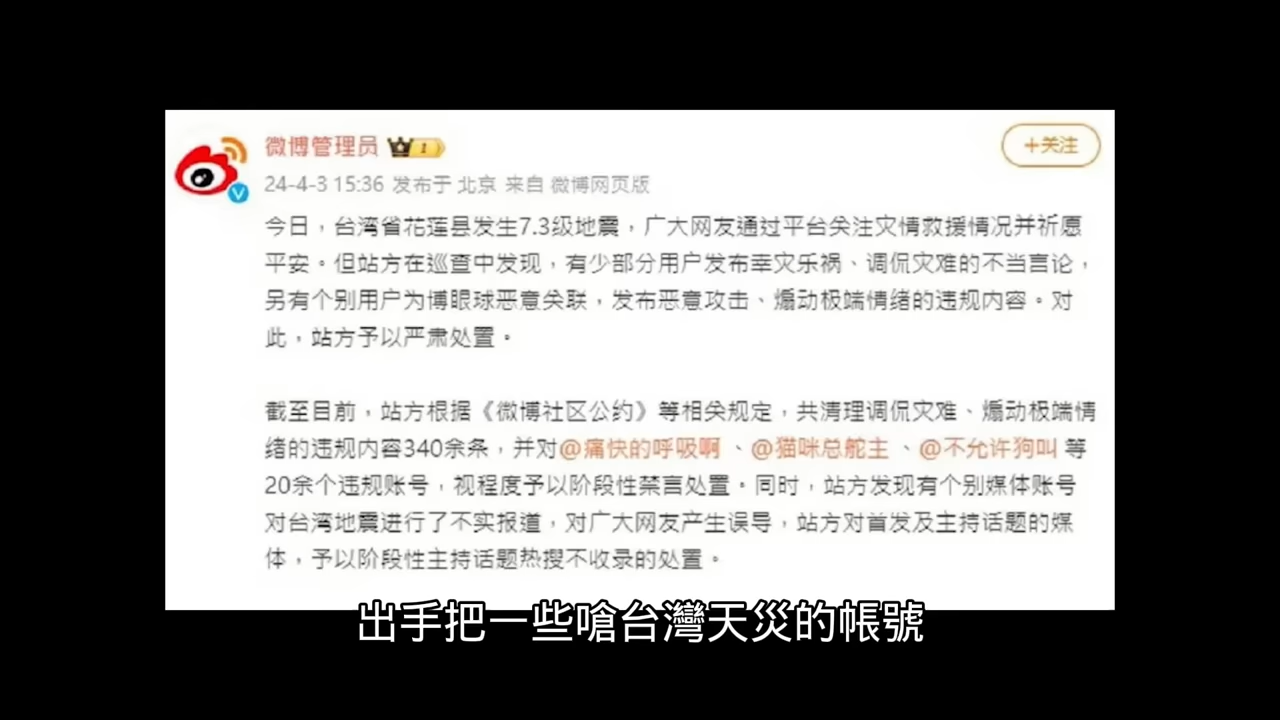 微博管理员 1
+关注
24-4-3 15:36 发布于 北京 来自 微博网页版
今日，台湾省花莲县发生7.3级地震，广大网友通过平台关注灾情救援情况并祈愿
平安。但站方在巡查中发现，有少部分用户发布幸灾乐祸、调侃灾难的不当言论，
另有个别用户为博眼球恶意关联，发布恶意攻击、煽动极端情绪的违规内容。对
此，站方予以严肃处置。
截至目前，站方根据《微博社区公约》等相关规定，共清理调侃灾难、煽动极端情
绪的违规内容340余条，并对@痛快的呼吸啊 、@猫咪总舵主 、@不允许狗叫 等
20余个违规账号，视程度予以阶段性禁言处置。同时，站方发现有个别媒体账号
对台湾地震进行了不实报道，对广大网友产生误导，站方对首发及主持话题的媒
体，予以阶段性主持话题热搜不收录的处置。
出手把一些嗆台灣天災的帳號